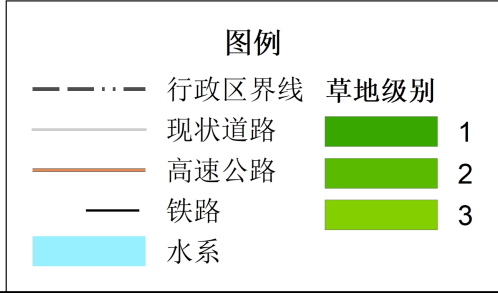 图例
行政区界线 草地级别
现状道路 1
高速公路 2
铁路 3
水系